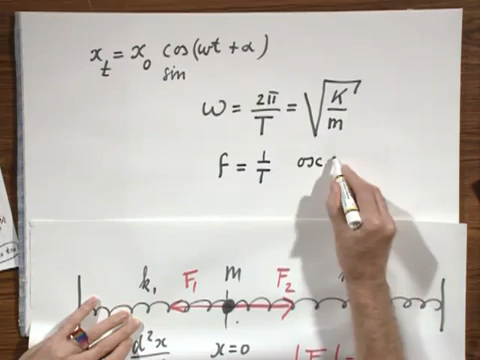 x_t = x_0 cos(ωt + α)
sin
ω = 2π/T = √(K/m)
f = 1/T osc
k_1 F_1 m F_2
d²x x=0 |F|